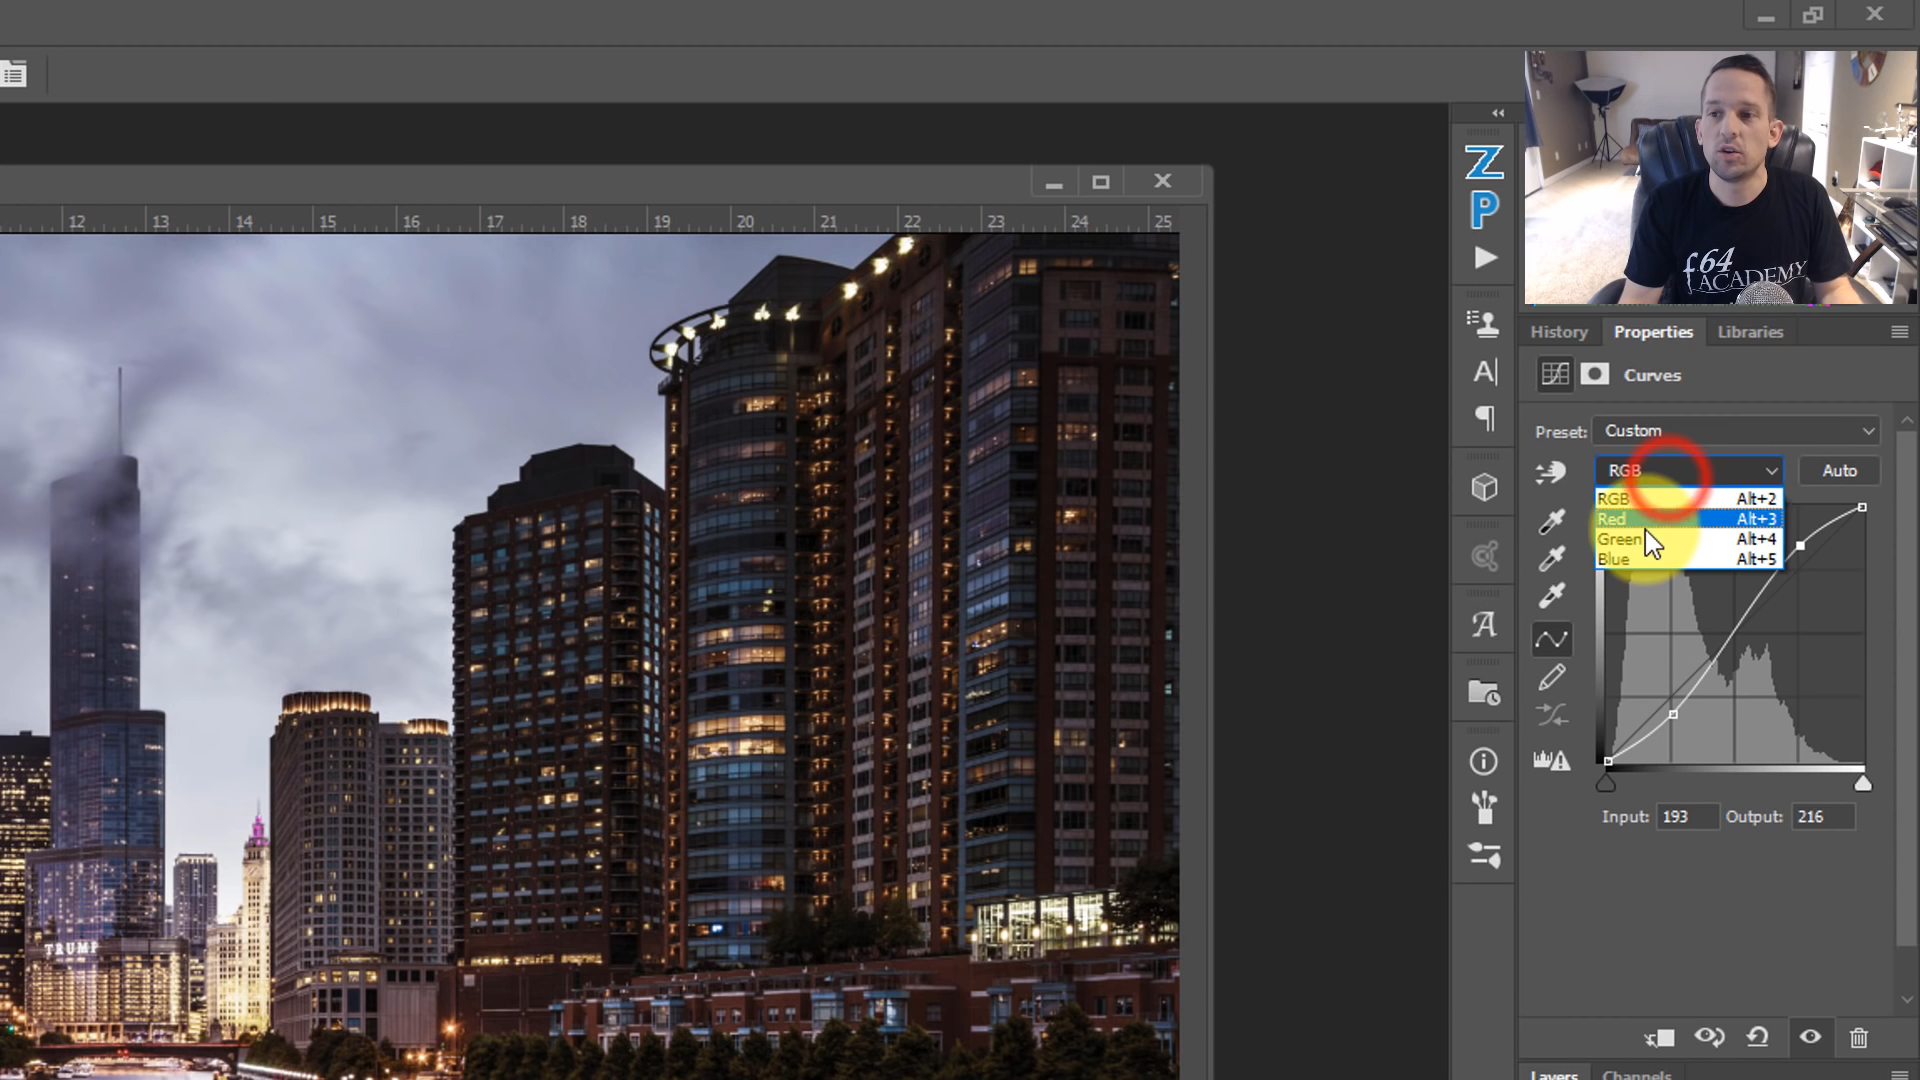 12 13 14 15 16 17 18 19 20 21 22 23 24 25
Z
P
A
A
f.64
ACADEMY
TRUMP
History Properties Libraries
Curves
Preset: Custom
RGB Auto
RGB Alt+2
Red Alt+3
Green Alt+4
Blue Alt+5
Input: 193 Output: 216
Layers Channels